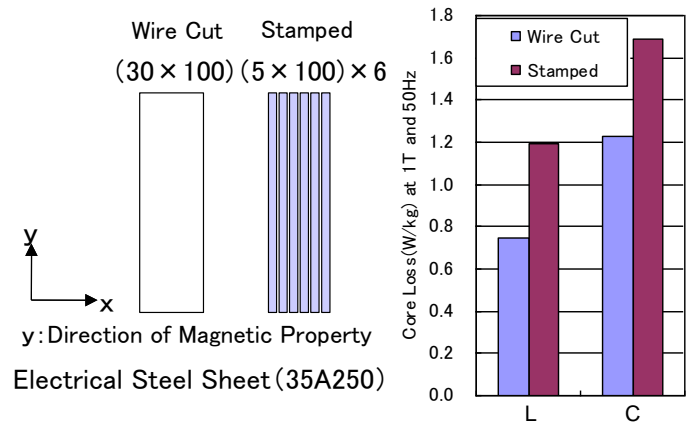 Wire Cut Stamped
(30×100) (5×100)×6
y
x
y:Direction of Magnetic Property
Electrical Steel Sheet(35A250)
Core Loss(W/kg) at 1T and 50Hz
1.8
1.6
1.4
1.2
1.0
0.8
0.6
0.4
0.2
0.0
Wire Cut
Stamped
L C